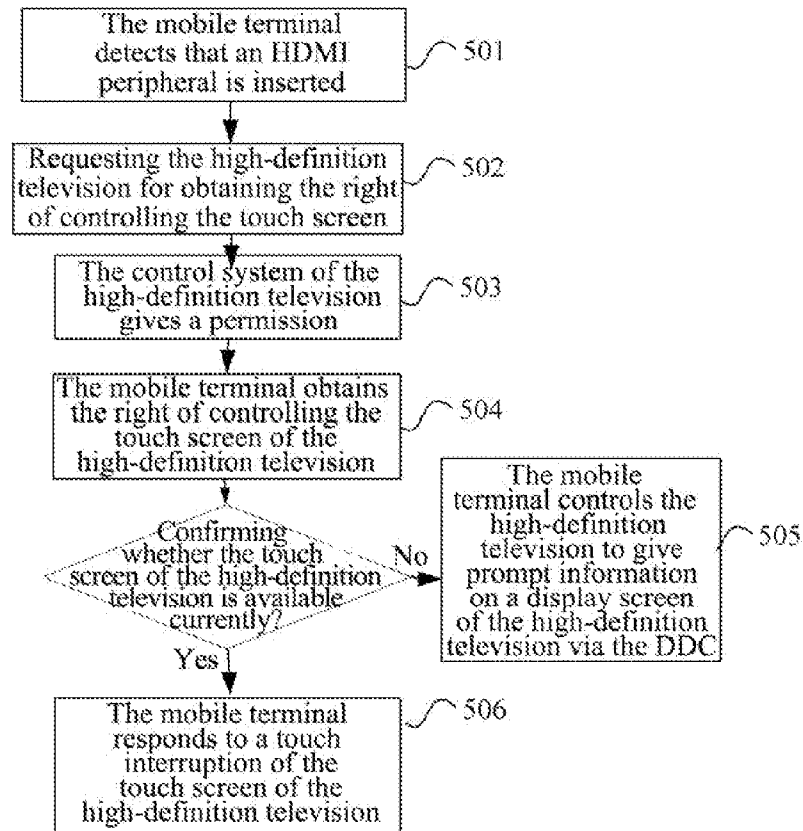 The mobile terminal
detects that an HDMI
peripheral is inserted
501
Requesting the high-definition
television for obtaining the right
of controlling the touch screen
502
The control system of the
high-definition television
gives a permission
503
The mobile terminal obtains
the right of controlling the
touch screen of the
high-definition television
504
Confirming
whether the touch
screen of the high-definition
television is available
currently?
No
The mobile
terminal controls the
high-definition
television to give
prompt information
on a display screen
of the high-definition
television via the DDC
505
Yes
The mobile terminal
responds to a touch
interruption of the
touch screen of the
high-definition television
506